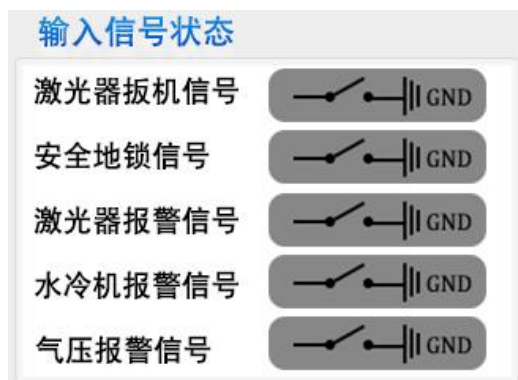 输入信号状态
激光器扳机信号 GND
安全地锁信号 GND
激光器报警信号 GND
水冷机报警信号 GND
气压报警信号 GND